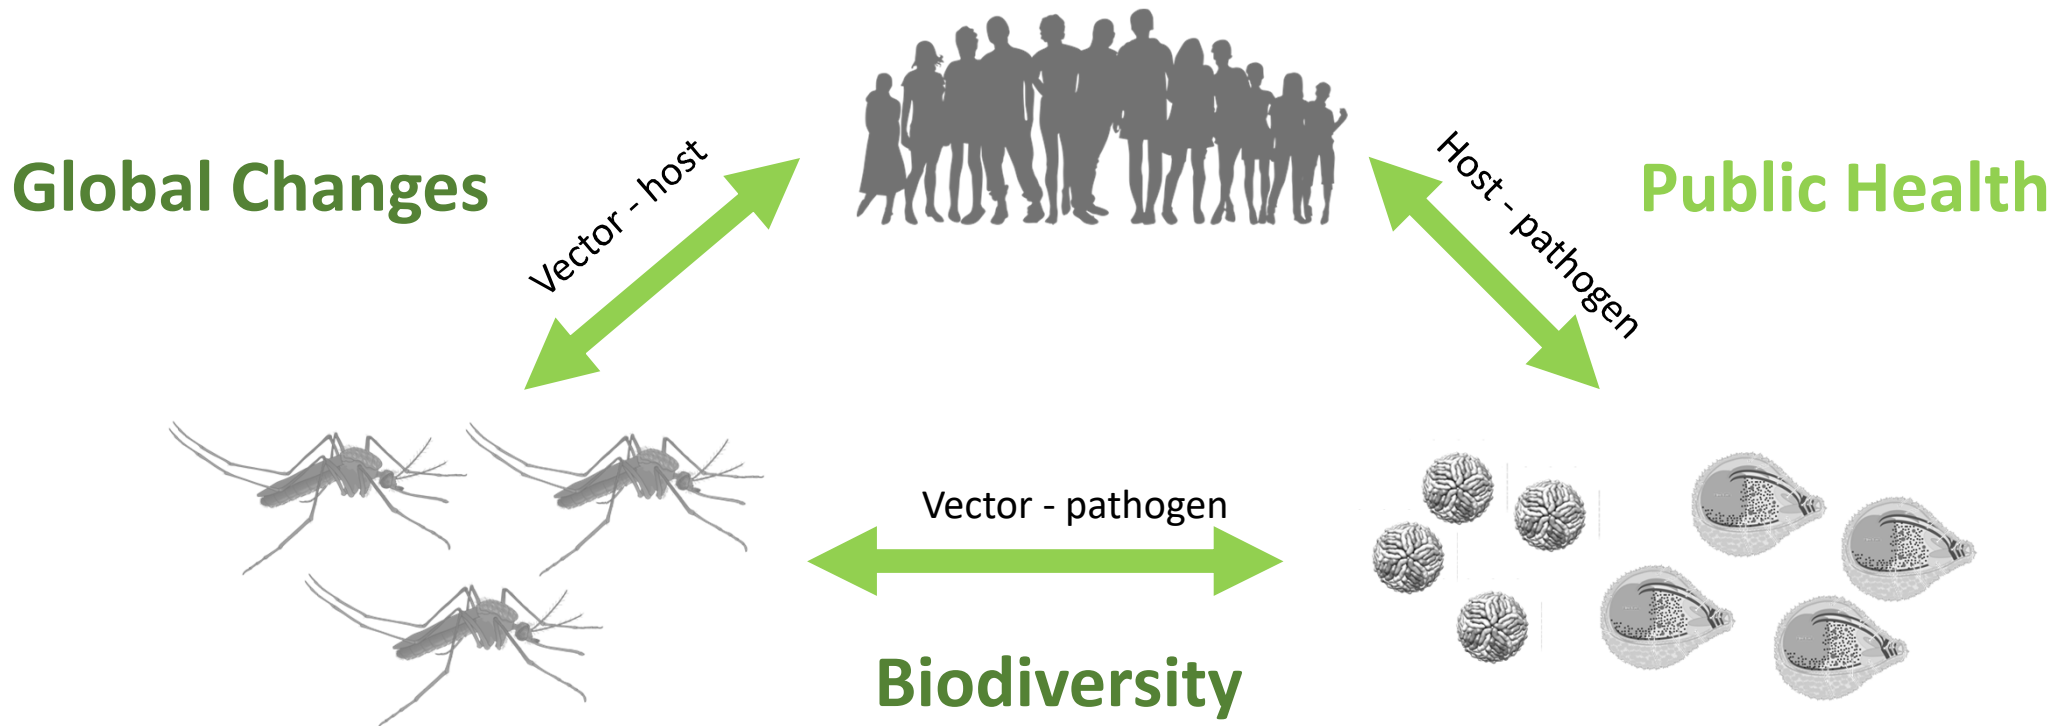 Global Changes
Vector - host
Host - pathogen
Public Health
Vector - pathogen
Biodiversity